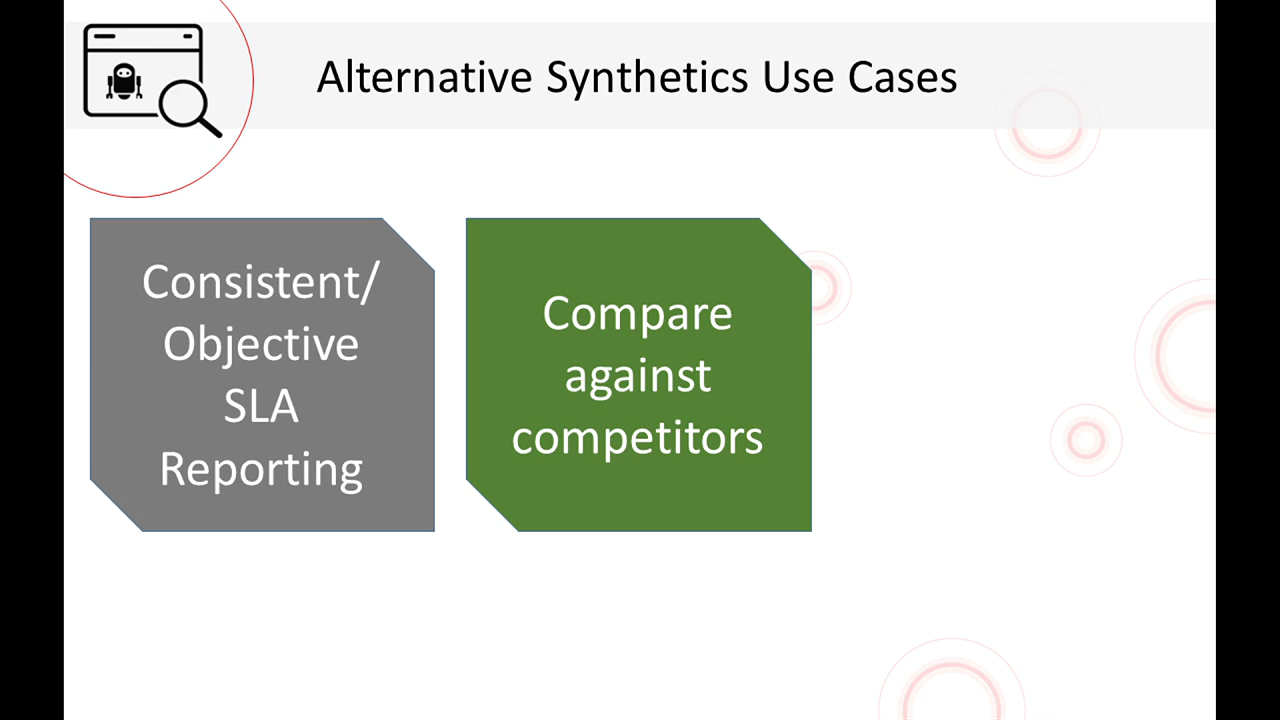 Alternative Synthetics Use Cases
Consistent/
Objective
SLA
Reporting
Compare
against
competitors